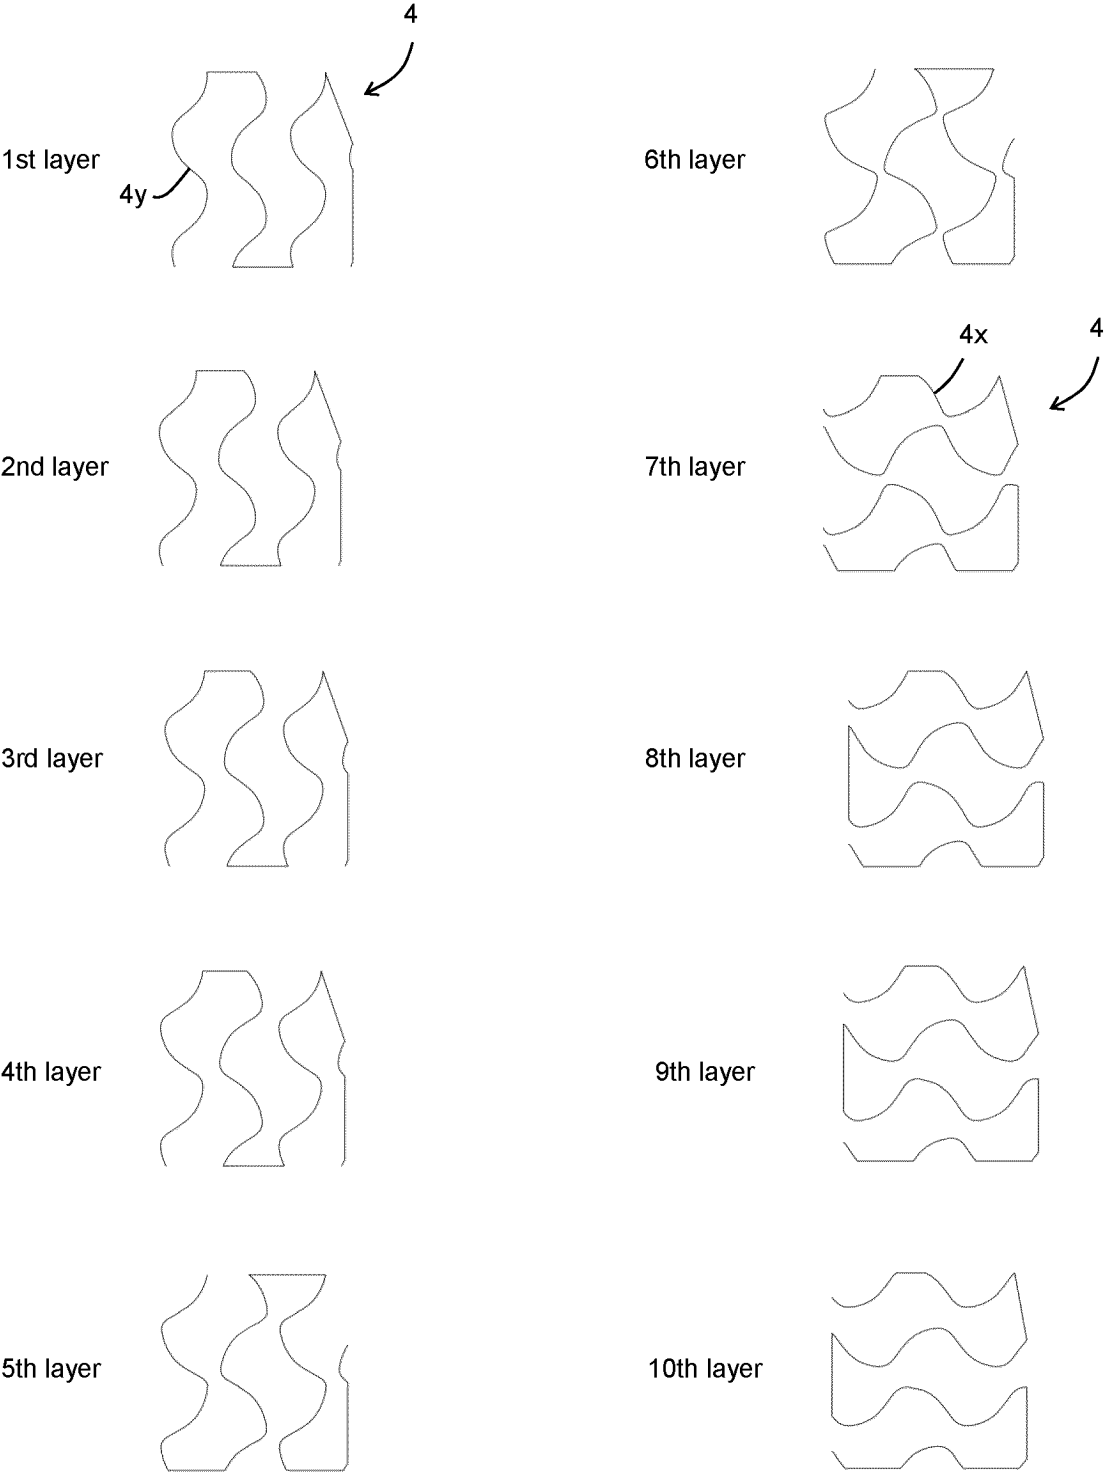 4
1st layer
4y
2nd layer
3rd layer
4th layer
5th layer
6th layer
4x
4
7th layer
8th layer
9th layer
10th layer